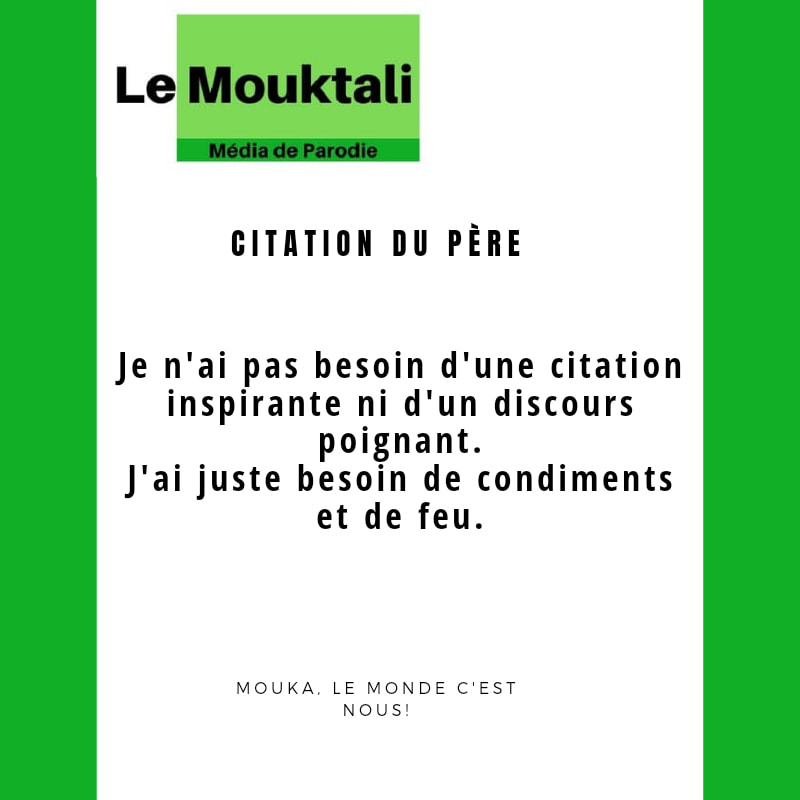 Le Mouktali
Média de Parodie
CITATION DU PÈRE
Je n'ai pas besoin d'une citation
inspirante ni d'un discours
poignant.
J'ai juste besoin de condiments
et de feu.
MOUKA, LE MONDE C'EST
NOUS!